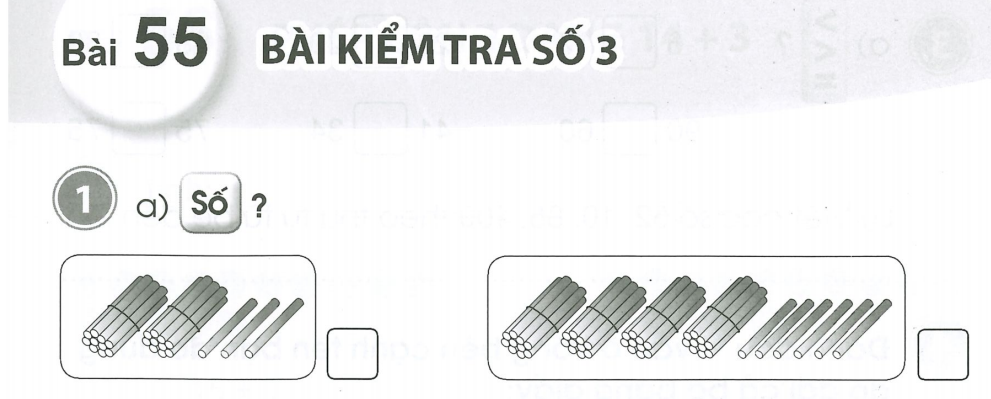 Bài 55 BÀI KIỂM TRA SỐ 3
1 a) Số ?